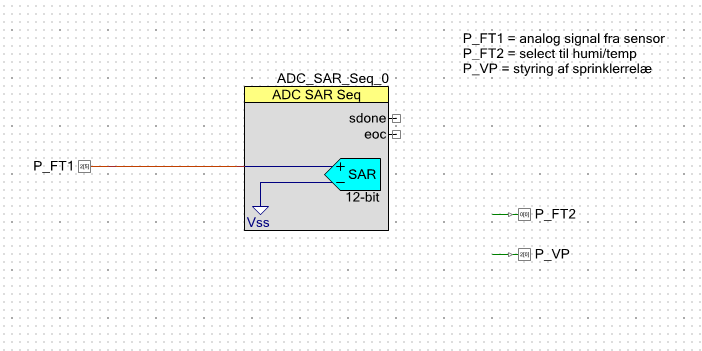 P_FT1 = analog signal fra sensor
P_FT2 = select til humi/temp
P_VP = styring af sprinklerrelæ
ADC_SAR_Seq_0
ADC SAR Seq
sdone
eoc
P_FT1
+
SAR
12-bit
Vss
P_FT2
P_VP